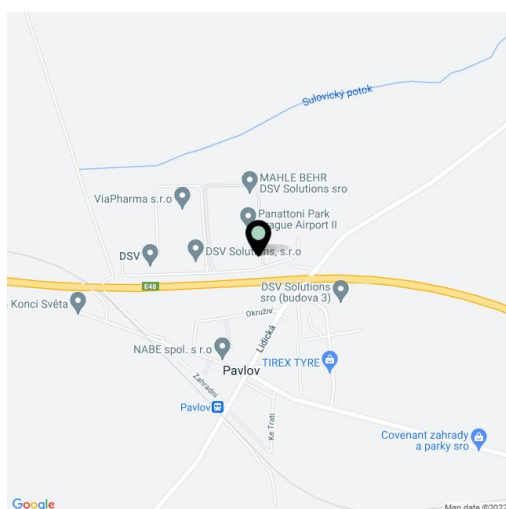 Sulovický potok
MAHLE BEHR
DSV Solutions sro
ViaPharma s.r.o
Panattoni Park
ague Airport II
DSV
DSV Solutions, s.r.o
E48
DSV Solutions
sro (budova 3)
Konci Světa
Okružní
Lidická
NABE spol. s r.o
TIREX TYRE
Pavlov
Zahradní
Pavlov
Ke Trati
Covenant zahrady
a parky sro
Google
Map data ©2022